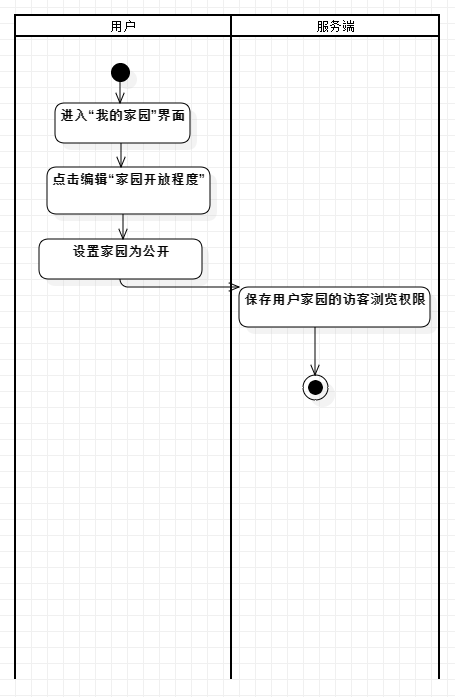 用户
服务端
进入“我的家园”界面
点击编辑“家园开放程度”
设置家园为公开
保存用户家园的访客浏览权限